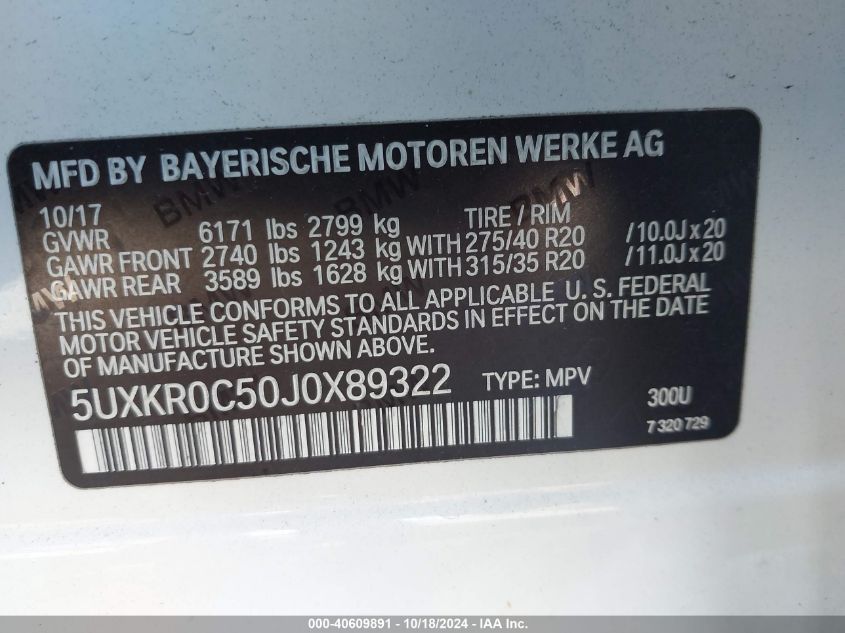 MFD BY BAYERISCHE MOTOREN WERKE AG
10/17 TIRE / RIM
GVWR 6171 lbs 2799 kg
GAWR FRONT 2740 lbs 1243 kg WITH 275/40 R20 / 10.0J x 20
GAWR REAR 3589 lbs 1628 kg WITH 315/35 R20 / 11.0J x 20
THIS VEHICLE CONFORMS TO ALL APPLICABLE U. S. FEDERAL
MOTOR VEHICLE SAFETY STANDARDS IN EFFECT ON THE DATE
OF MANUFACTURE SHOWN ABOVE.
5UXKR0C50J0X89322 TYPE: MPV 300U
7 320 729
BMW BMW BMW
000-40609891 - 10/18/2024 - IAA Inc.